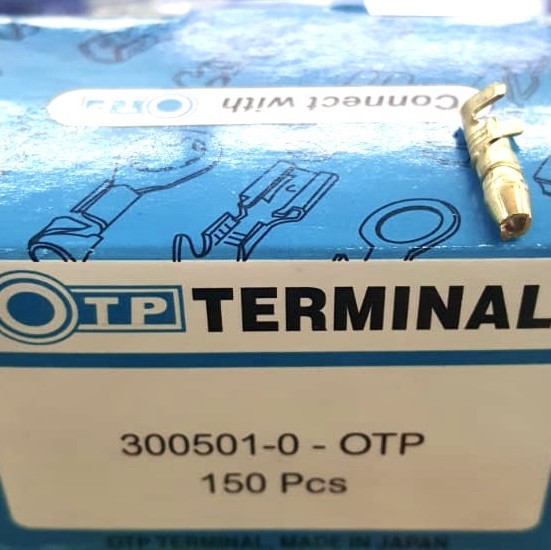 Connect with OTP
OTP TERMINAL
300501-0 - OTP
150 Pcs
OTP TERMINAL, MADE IN JAPAN